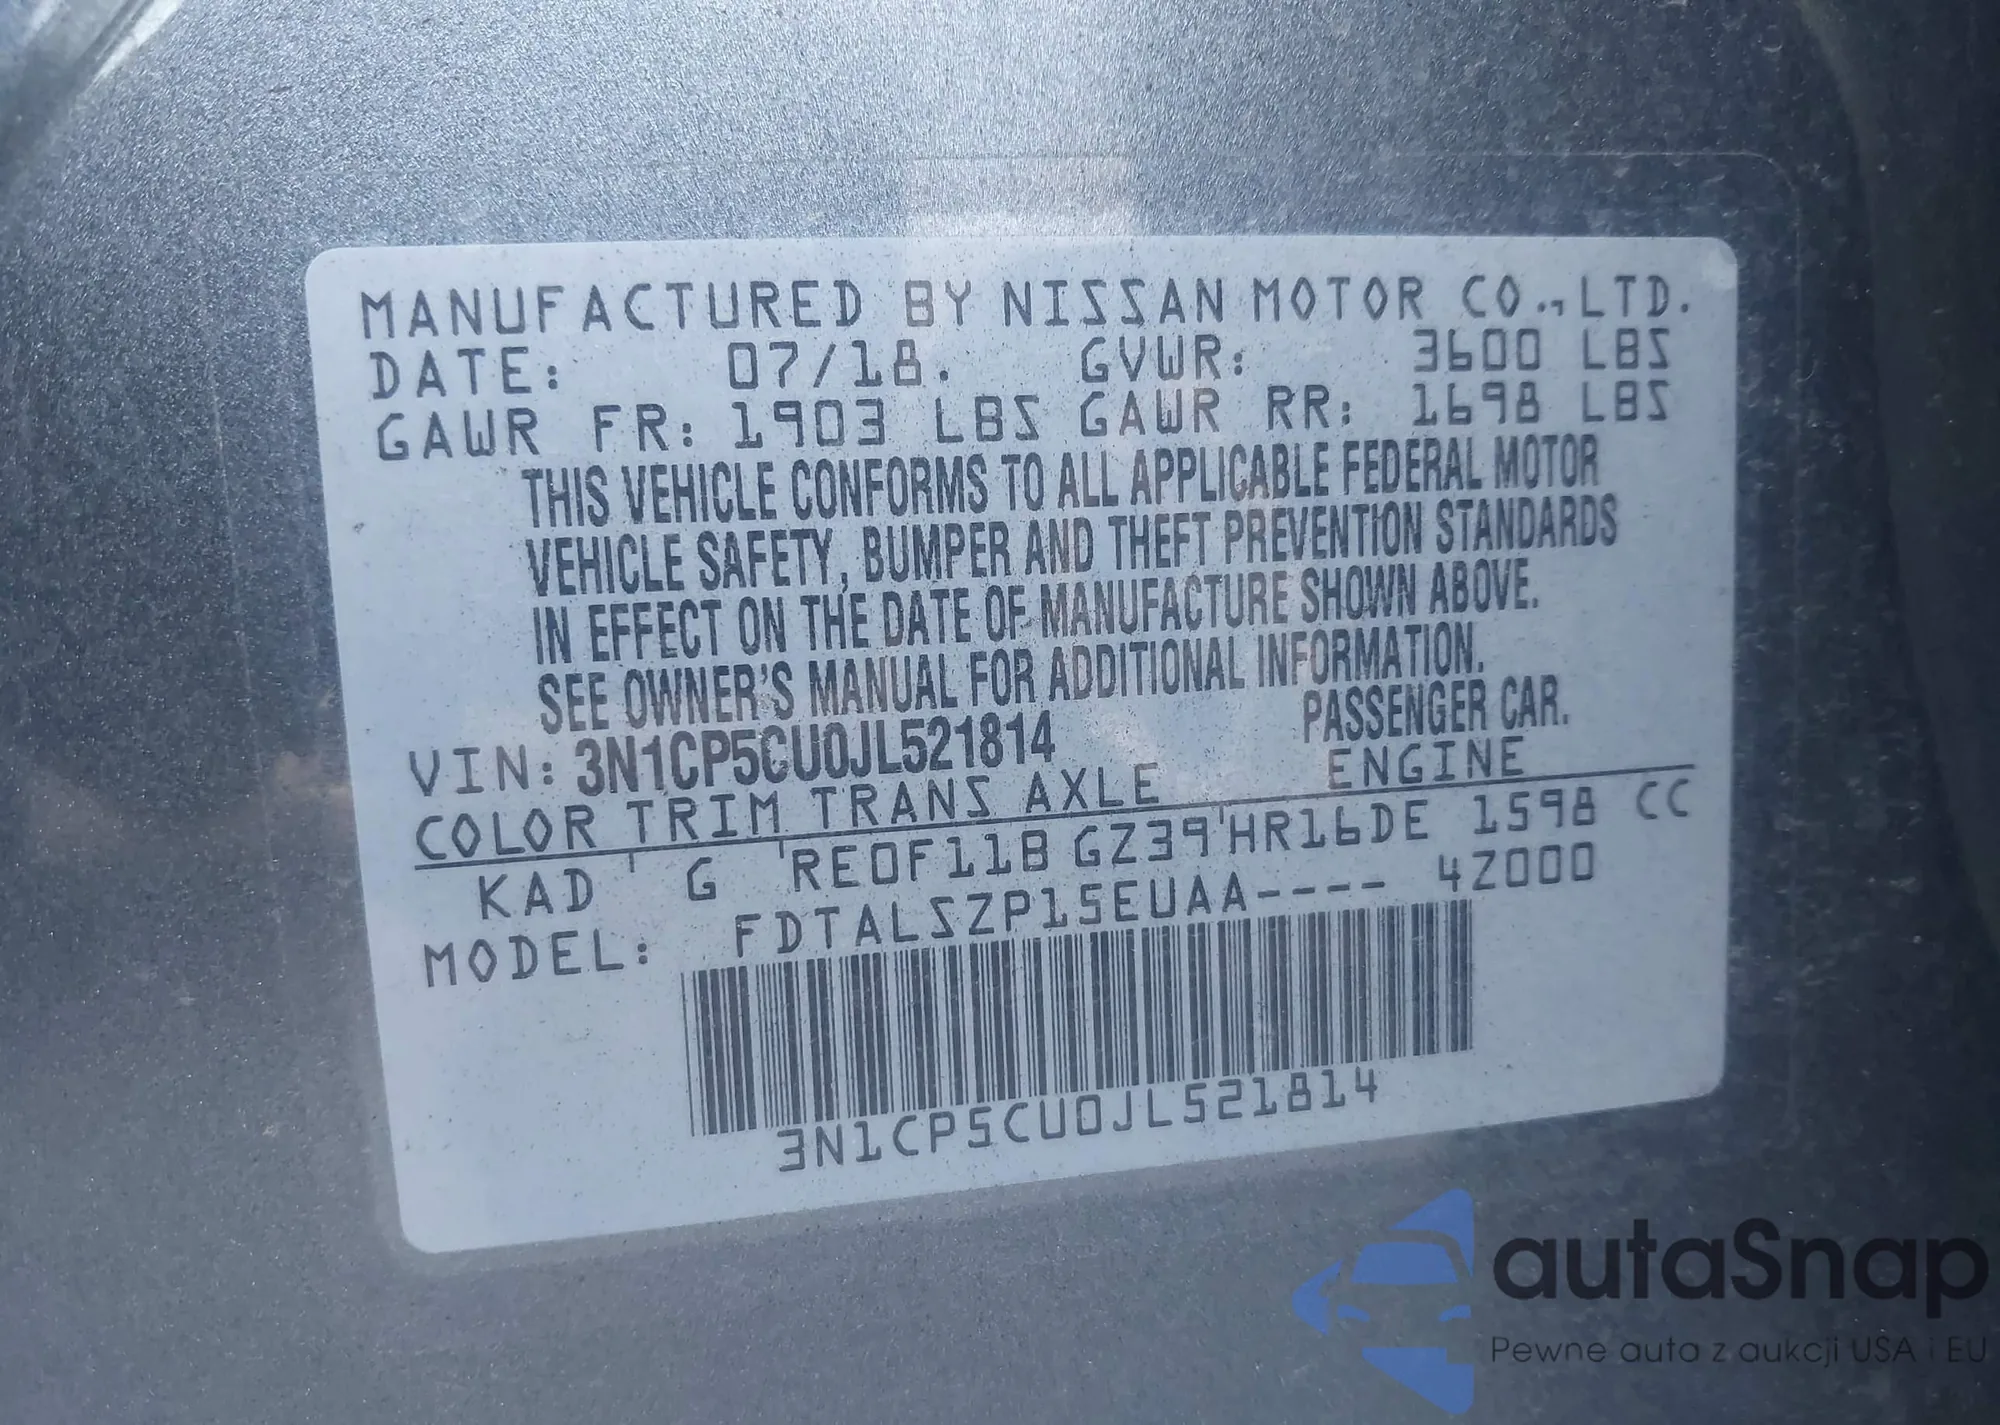 MANUFACTURED BY NISSAN MOTOR CO., LTD.
DATE: 07/18. GVWR: 3600 LBS
GAWR FR: 1903 LBS GAWR RR: 1698 LBS
THIS VEHICLE CONFORMS TO ALL APPLICABLE FEDERAL MOTOR
VEHICLE SAFETY, BUMPER AND THEFT PREVENTION STANDARDS
IN EFFECT ON THE DATE OF MANUFACTURE SHOWN ABOVE.
SEE OWNER'S MANUAL FOR ADDITIONAL INFORMATION.
VIN: 3N1CP5CU0JL521814 PASSENGER CAR.
COLOR TRIM TRANS AXLE ENGINE
KAD G RE0F11B GZ39 HR16DE 1598 CC
MODEL: FDTALSZP15EUAA---- 4Z000
3N1CP5CU0JL521814
autaSnap
Pewne auta z aukcji USA i EU